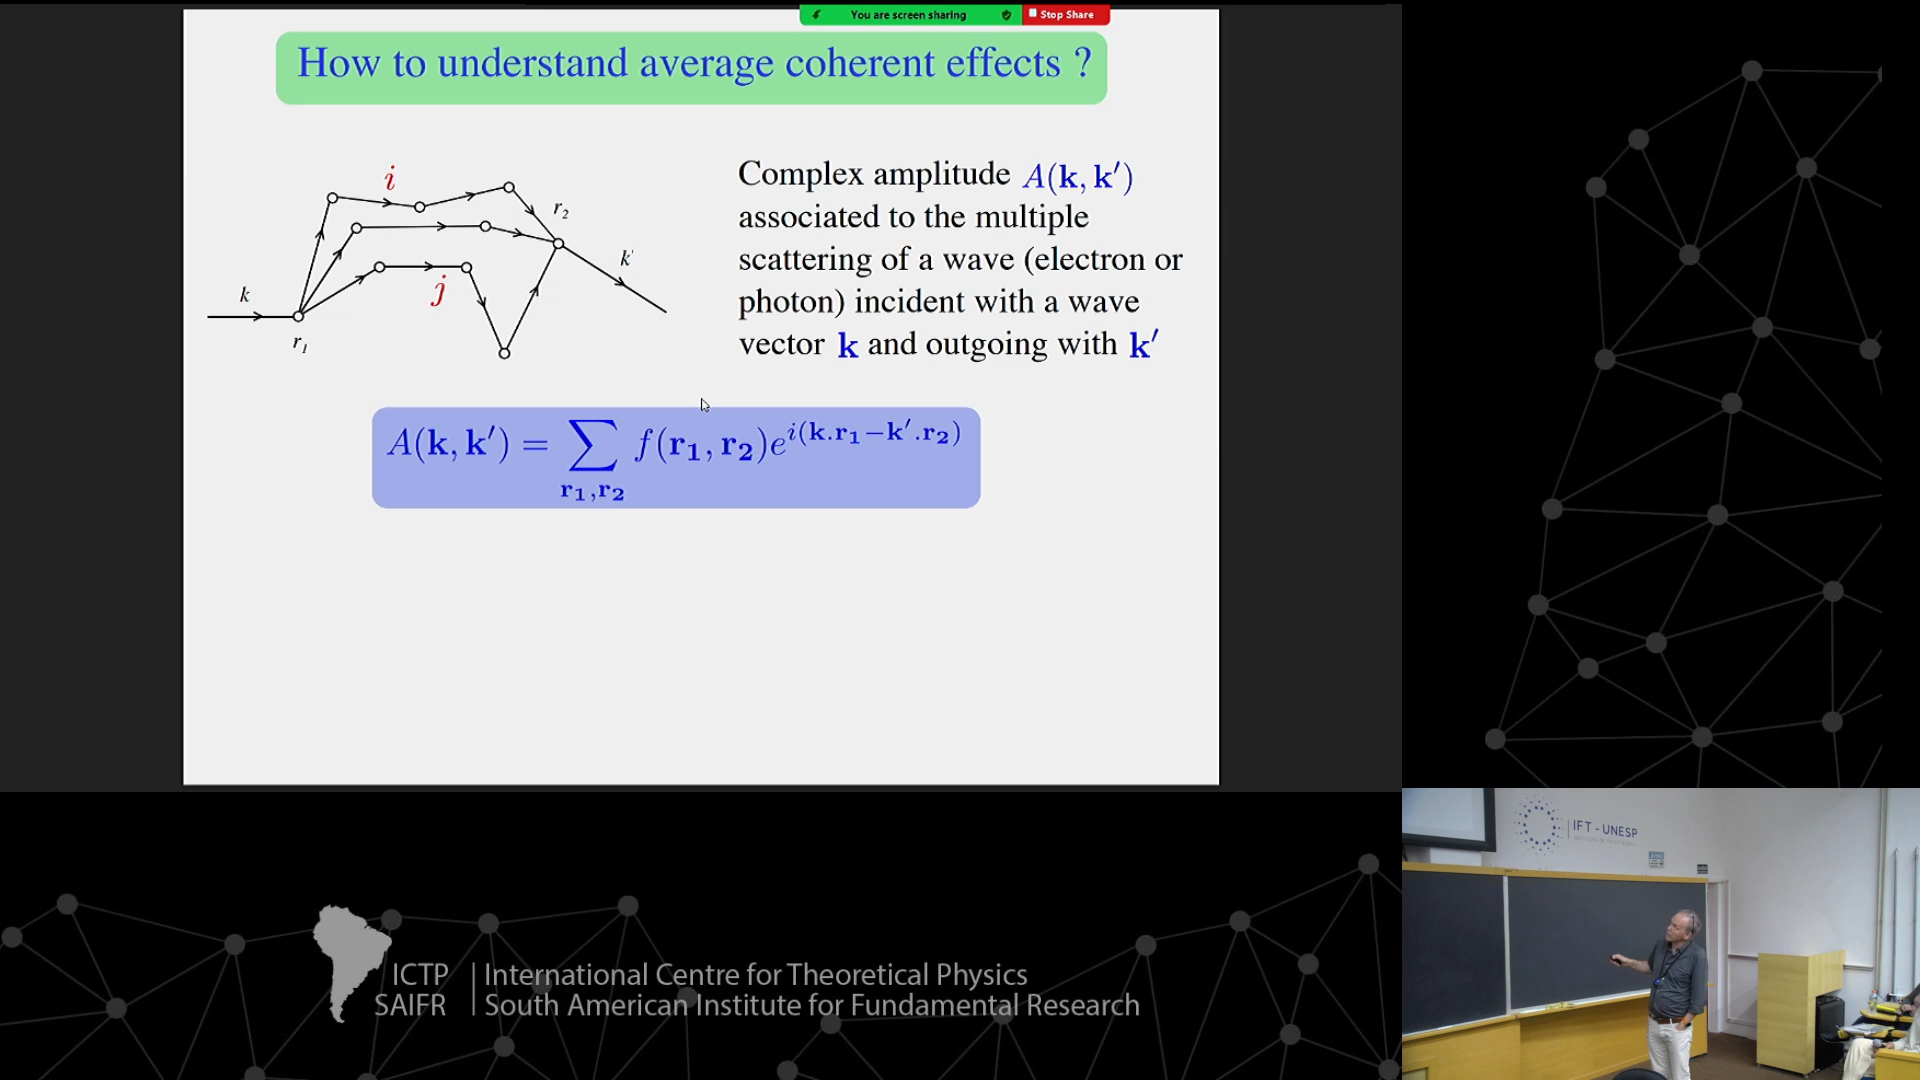 You are screen sharing
Stop Share
How to understand average coherent effects ?
i
r2
k'
k
j
r1
Complex amplitude A(k, k′)
associated to the multiple
scattering of a wave (electron or
photon) incident with a wave
vector k and outgoing with k′
A(k, k′) = ∑ f(r1, r2)e^i(k.r1−k′.r2)
r1,r2
IFT - UNESP
ICTP | International Centre for Theoretical Physics
SAIFR | South American Institute for Fundamental Research